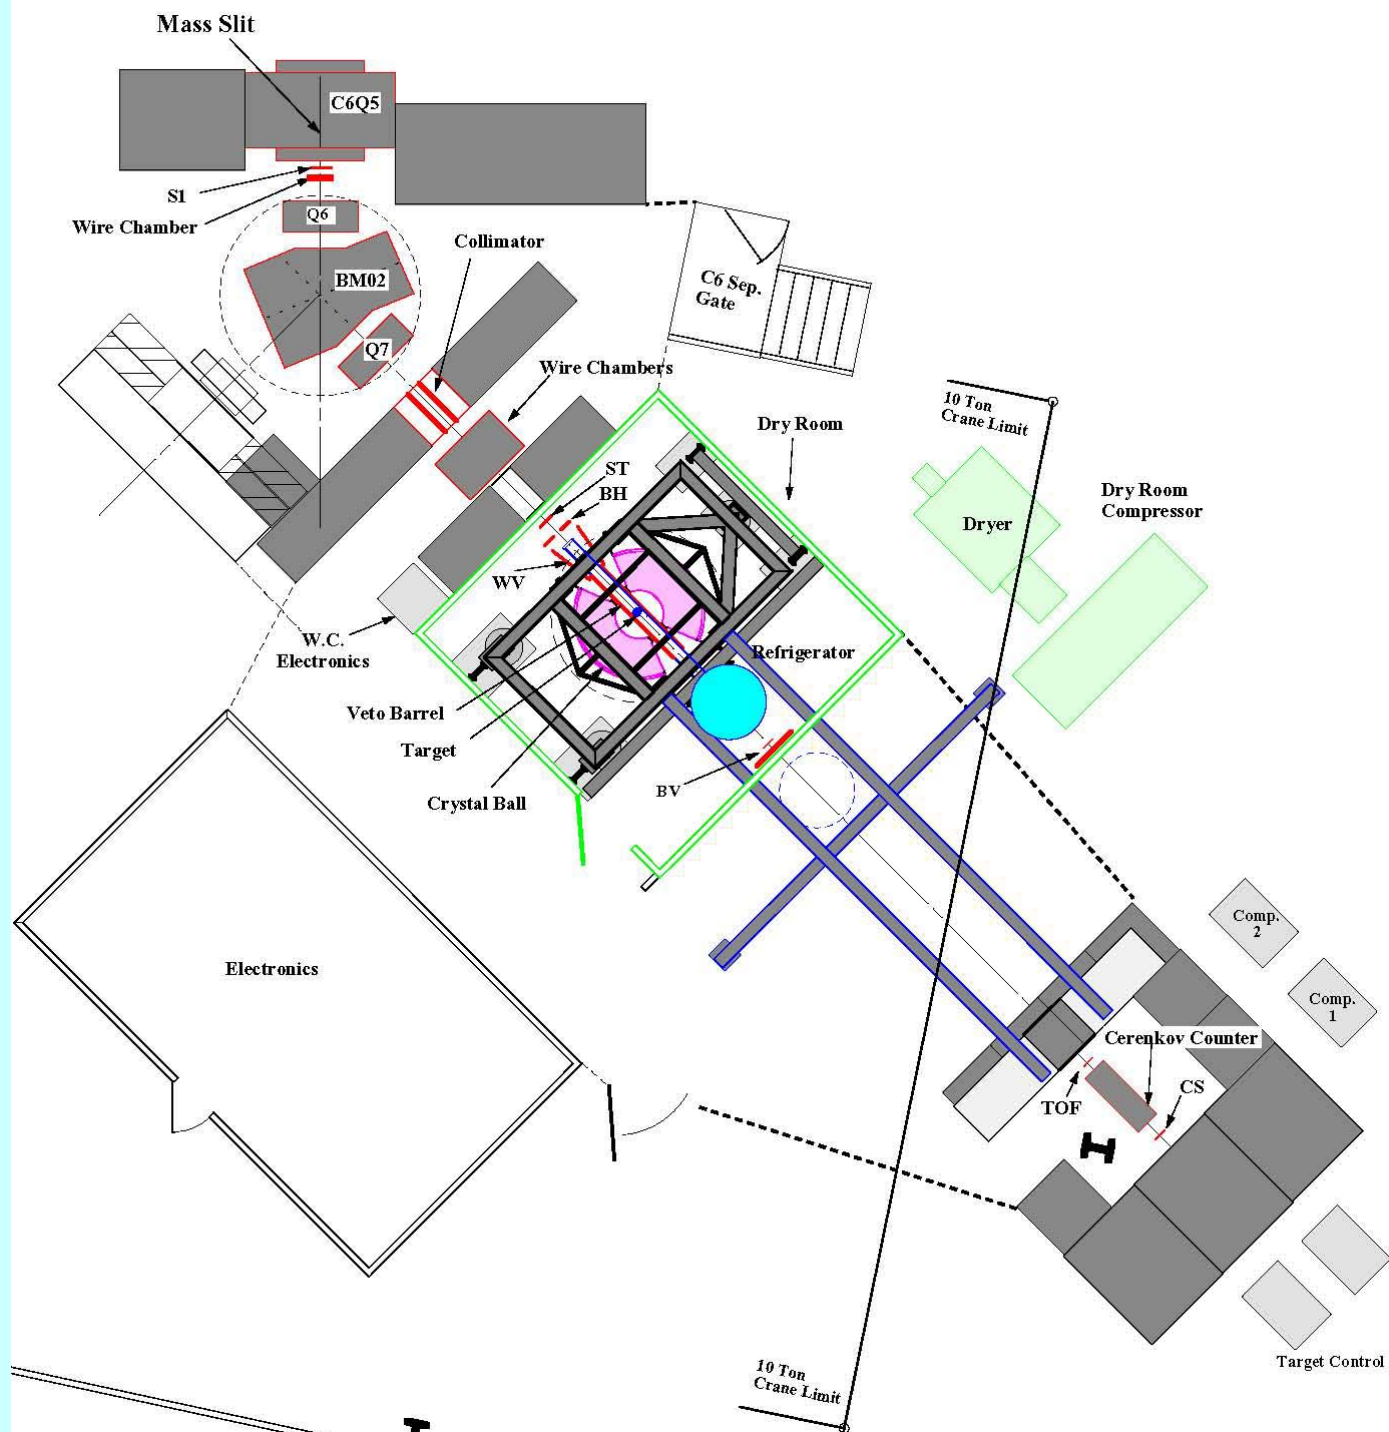 Mass Slit
C6Q5
S1
Wire Chamber
Q6
Collimator
BM02
C6 Sep.
Gate
Q7
Wire Chambers
10 Ton
Crane Limit
Dry Room
ST
BH
Dry Room
Compressor
Dryer
WV
W.C.
Electronics
Refrigerator
Veto Barrel
Target
BV
Crystal Ball
Comp.
2
Electronics
Comp.
1
Cerenkov Counter
TOF
CS
Target Control
10 Ton
Crane Limit